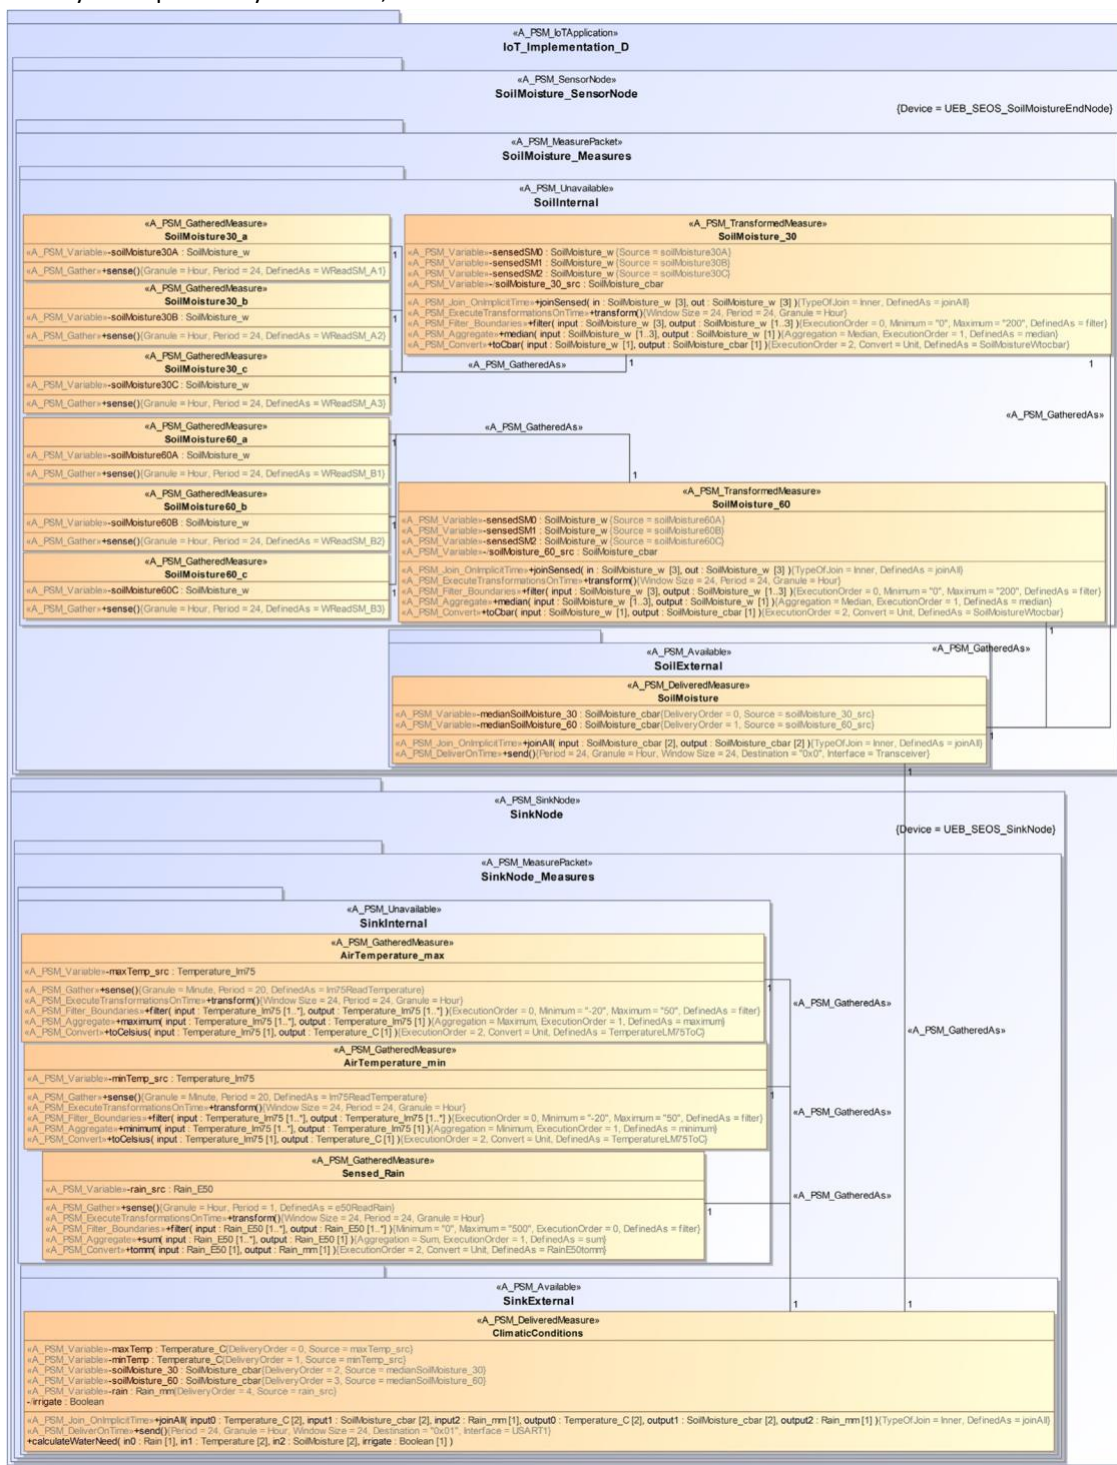 «A_PSM_IoTApplication»
IoT_Implementation_D
«A_PSM_SensorNode»
SoilMoisture_SensorNode
{Device = UEB_SEOS_SoilMoistureEndNode}
«A_PSM_MeasurePacket»
SoilMoisture_Measures
«A_PSM_Unavailable»
SoilInternal
«A_PSM_GatheredMeasure»
SoilMoisture30_a
«A_PSM_Variable»-soilMoisture30A : SoilMoisture_w
«A_PSM_Gather»+sense(){Granule = Hour, Period = 24, DefinedAs = WReadSM_A1}
«A_PSM_GatheredMeasure»
SoilMoisture30_b
«A_PSM_Variable»-soilMoisture30B : SoilMoisture_w
«A_PSM_Gather»+sense(){Granule = Hour, Period = 24, DefinedAs = WReadSM_A2}
«A_PSM_GatheredMeasure»
SoilMoisture30_c
«A_PSM_Variable»-soilMoisture30C : SoilMoisture_w
«A_PSM_Gather»+sense(){Granule = Hour, Period = 24, DefinedAs = WReadSM_A3}
«A_PSM_GatheredMeasure»
SoilMoisture60_a
«A_PSM_Variable»-soilMoisture60A : SoilMoisture_w
«A_PSM_Gather»+sense(){Granule = Hour, Period = 24, DefinedAs = WReadSM_B1}
«A_PSM_GatheredMeasure»
SoilMoisture60_b
«A_PSM_Variable»-soilMoisture60B : SoilMoisture_w
«A_PSM_Gather»+sense(){Granule = Hour, Period = 24, DefinedAs = WReadSM_B2}
«A_PSM_GatheredMeasure»
SoilMoisture60_c
«A_PSM_Variable»-soilMoisture60C : SoilMoisture_w
«A_PSM_Gather»+sense(){Granule = Hour, Period = 24, DefinedAs = WReadSM_B3}
1
1
1
1
1
1
«A_PSM_TransformedMeasure»
SoilMoisture_30
«A_PSM_Variable»-sensedSM0 : SoilMoisture_w{Source = soilMoisture30A}
«A_PSM_Variable»-sensedSM1 : SoilMoisture_w{Source = soilMoisture30B}
«A_PSM_Variable»-sensedSM2 : SoilMoisture_w{Source = soilMoisture30C}
«A_PSM_Variable»-/soilMoisture_30_src : SoilMoisture_cbar
«A_PSM_Join_OnImplicitTime»+joinSensed( in : SoilMoisture_w [3], out : SoilMoisture_w [3] ){TypeOfJoin = Inner, DefinedAs = joinAll}
«A_PSM_ExecuteTransformationsOnTime»+transform(){Window Size = 24, Period = 24, Granule = Hour}
«A_PSM_Filter_Boundaries»+filter( input : SoilMoisture_w [3], output : SoilMoisture_w [1..3] ){ExecutionOrder = 0, Minimum = "0", Maximum = "200", DefinedAs = filter}
«A_PSM_Aggregate»+median( input : SoilMoisture_w [1..3], output : SoilMoisture_w [1] ){Aggregation = Median, ExecutionOrder = 1, DefinedAs = median}
«A_PSM_Convert»+toCbar( input : SoilMoisture_w [1], output : SoilMoisture_cbar [1] ){ExecutionOrder = 2, Convert = Unit, DefinedAs = SoilMoistureWtocbar}
«A_PSM_GatheredAs»
1
1
«A_PSM_GatheredAs»
«A_PSM_GatheredAs»
1
«A_PSM_TransformedMeasure»
SoilMoisture_60
«A_PSM_Variable»-sensedSM0 : SoilMoisture_w{Source = soilMoisture60A}
«A_PSM_Variable»-sensedSM1 : SoilMoisture_w{Source = soilMoisture60B}
«A_PSM_Variable»-sensedSM2 : SoilMoisture_w{Source = soilMoisture60C}
«A_PSM_Variable»-/soilMoisture_60_src : SoilMoisture_cbar
«A_PSM_Join_OnImplicitTime»+joinSensed( in : SoilMoisture_w [3], out : SoilMoisture_w [3] ){TypeOfJoin = Inner, DefinedAs = joinAll}
«A_PSM_ExecuteTransformationsOnTime»+transform(){Window Size = 24, Period = 24, Granule = Hour}
«A_PSM_Filter_Boundaries»+filter( input : SoilMoisture_w [3], output : SoilMoisture_w [1..3] ){ExecutionOrder = 0, Minimum = "0", Maximum = "200", DefinedAs = filter}
«A_PSM_Aggregate»+median( input : SoilMoisture_w [1..3], output : SoilMoisture_w [1] ){Aggregation = Median, ExecutionOrder = 1, DefinedAs = median}
«A_PSM_Convert»+toCbar( input : SoilMoisture_w [1], output : SoilMoisture_cbar [1] ){ExecutionOrder = 2, Convert = Unit, DefinedAs = SoilMoistureWtocbar}
1
«A_PSM_GatheredAs»
«A_PSM_Available»
SoilExternal
«A_PSM_DeliveredMeasure»
SoilMoisture
«A_PSM_Variable»-medianSoilMoisture_30 : SoilMoisture_cbar{DeliveryOrder = 0, Source = soilMoisture_30_src}
«A_PSM_Variable»-medianSoilMoisture_60 : SoilMoisture_cbar{DeliveryOrder = 1, Source = soilMoisture_60_src}
«A_PSM_Join_OnImplicitTime»+joinAll( input : SoilMoisture_cbar [2], output : SoilMoisture_cbar [2] ){TypeOfJoin = Inner, DefinedAs = joinAll}
«A_PSM_DeliverOnTime»+send(){Period = 24, Granule = Hour, Window Size = 24, Destination = "0x0", Interface = Transceiver}
1
1
«A_PSM_SinkNode»
SinkNode
{Device = UEB_SEOS_SinkNode}
«A_PSM_MeasurePacket»
SinkNode_Measures
«A_PSM_Unavailable»
SinkInternal
«A_PSM_GatheredMeasure»
AirTemperature_max
«A_PSM_Variable»-maxTemp_src : Temperature_lm75
«A_PSM_Gather»+sense(){Granule = Minute, Period = 20, DefinedAs = lm75ReadTemperature}
«A_PSM_ExecuteTransformationsOnTime»+transform(){Window Size = 24, Period = 24, Granule = Hour}
«A_PSM_Filter_Boundaries»+filter( input : Temperature_lm75 [1..*], output : Temperature_lm75 [1..*] ){ExecutionOrder = 0, Minimum = "-20", Maximum = "50", DefinedAs = filter}
«A_PSM_Aggregate»+maximum( input : Temperature_lm75 [1..*], output : Temperature_lm75 [1] ){Aggregation = Maximum, ExecutionOrder = 1, DefinedAs = maximum}
«A_PSM_Convert»+toCelsius( input : Temperature_lm75 [1], output : Temperature_C [1] ){ExecutionOrder = 2, Convert = Unit, DefinedAs = TemperatureLM75ToC}
1
«A_PSM_GatheredAs»
«A_PSM_GatheredAs»
«A_PSM_GatheredMeasure»
AirTemperature_min
«A_PSM_Variable»-minTemp_src : Temperature_lm75
«A_PSM_Gather»+sense(){Granule = Minute, Period = 20, DefinedAs = lm75ReadTemperature}
«A_PSM_ExecuteTransformationsOnTime»+transform(){Window Size = 24, Period = 24, Granule = Hour}
«A_PSM_Filter_Boundaries»+filter( input : Temperature_lm75 [1..*], output : Temperature_lm75 [1..*] ){ExecutionOrder = 0, Minimum = "-20", Maximum = "50", DefinedAs = filter}
«A_PSM_Aggregate»+minimum( input : Temperature_lm75 [1..*], output : Temperature_lm75 [1] ){Aggregation = Minimum, ExecutionOrder = 1, DefinedAs = minimum}
«A_PSM_Convert»+toCelsius( input : Temperature_lm75 [1], output : Temperature_C [1] ){ExecutionOrder = 2, Convert = Unit, DefinedAs = TemperatureLM75ToC}
1
«A_PSM_GatheredAs»
«A_PSM_GatheredMeasure»
Sensed_Rain
«A_PSM_Variable»-rain_src : Rain_E50
«A_PSM_Gather»+sense(){Granule = Hour, Period = 1, DefinedAs = e50ReadRain}
«A_PSM_ExecuteTransformationsOnTime»+transform(){Window Size = 24, Period = 24, Granule = Hour}
«A_PSM_Filter_Boundaries»+filter( input : Rain_E50 [1..*], output : Rain_E50 [1..*] ){Minimum = "0", Maximum = "500", ExecutionOrder = 0, DefinedAs = filter}
«A_PSM_Aggregate»+sum( input : Rain_E50 [1..*], output : Rain_E50 [1] ){Aggregation = Sum, ExecutionOrder = 1, DefinedAs = sum}
«A_PSM_Convert»+tomm( input : Rain_E50 [1], output : Rain_mm [1] ){ExecutionOrder = 2, Convert = Unit, DefinedAs = RainE50tomm}
1
«A_PSM_GatheredAs»
«A_PSM_Available»
SinkExternal
1
1
«A_PSM_DeliveredMeasure»
ClimaticConditions
«A_PSM_Variable»-maxTemp : Temperature_C{DeliveryOrder = 0, Source = maxTemp_src}
«A_PSM_Variable»-minTemp : Temperature_C{DeliveryOrder = 1, Source = minTemp_src}
«A_PSM_Variable»-soilMoisture_30 : SoilMoisture_cbar{DeliveryOrder = 2, Source = medianSoilMoisture_30}
«A_PSM_Variable»-soilMoisture_60 : SoilMoisture_cbar{DeliveryOrder = 3, Source = medianSoilMoisture_60}
«A_PSM_Variable»-rain : Rain_mm{DeliveryOrder = 4, Source = rain_src}
-/irrigate : Boolean
«A_PSM_Join_OnImplicitTime»+joinAll( input0 : Temperature_C [2], input1 : SoilMoisture_cbar [2], input2 : Rain_mm [1], output0 : Temperature_C [2], output1 : SoilMoisture_cbar [2], output2 : Rain_mm [1] ){TypeOfJoin = Inner, DefinedAs = joinAll}
«A_PSM_DeliverOnTime»+send(){Period = 24, Granule = Hour, Window Size = 24, Destination = "0x01", Interface = USART1}
+calculateWaterNeed( in0 : Rain [1], in1 : Temperature [2], in2 : SoilMoisture [2], irrigate : Boolean [1] )